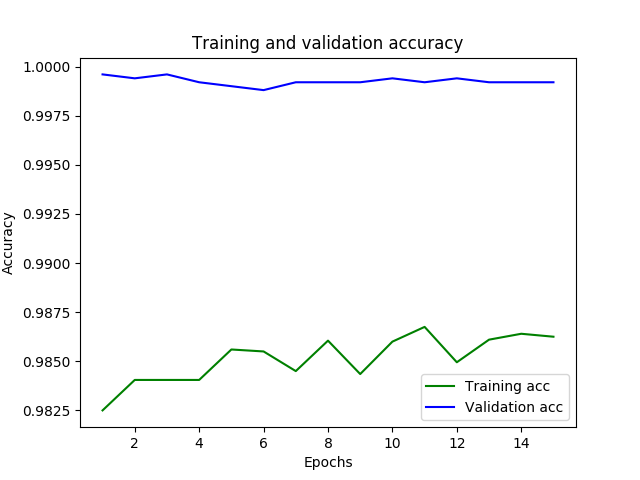 Training and validation accuracy
1.0000
0.9975
0.9950
0.9925
0.9900
0.9875
0.9850
0.9825
Accuracy
2 4 6 8 10 12 14
Epochs
Training acc
Validation acc